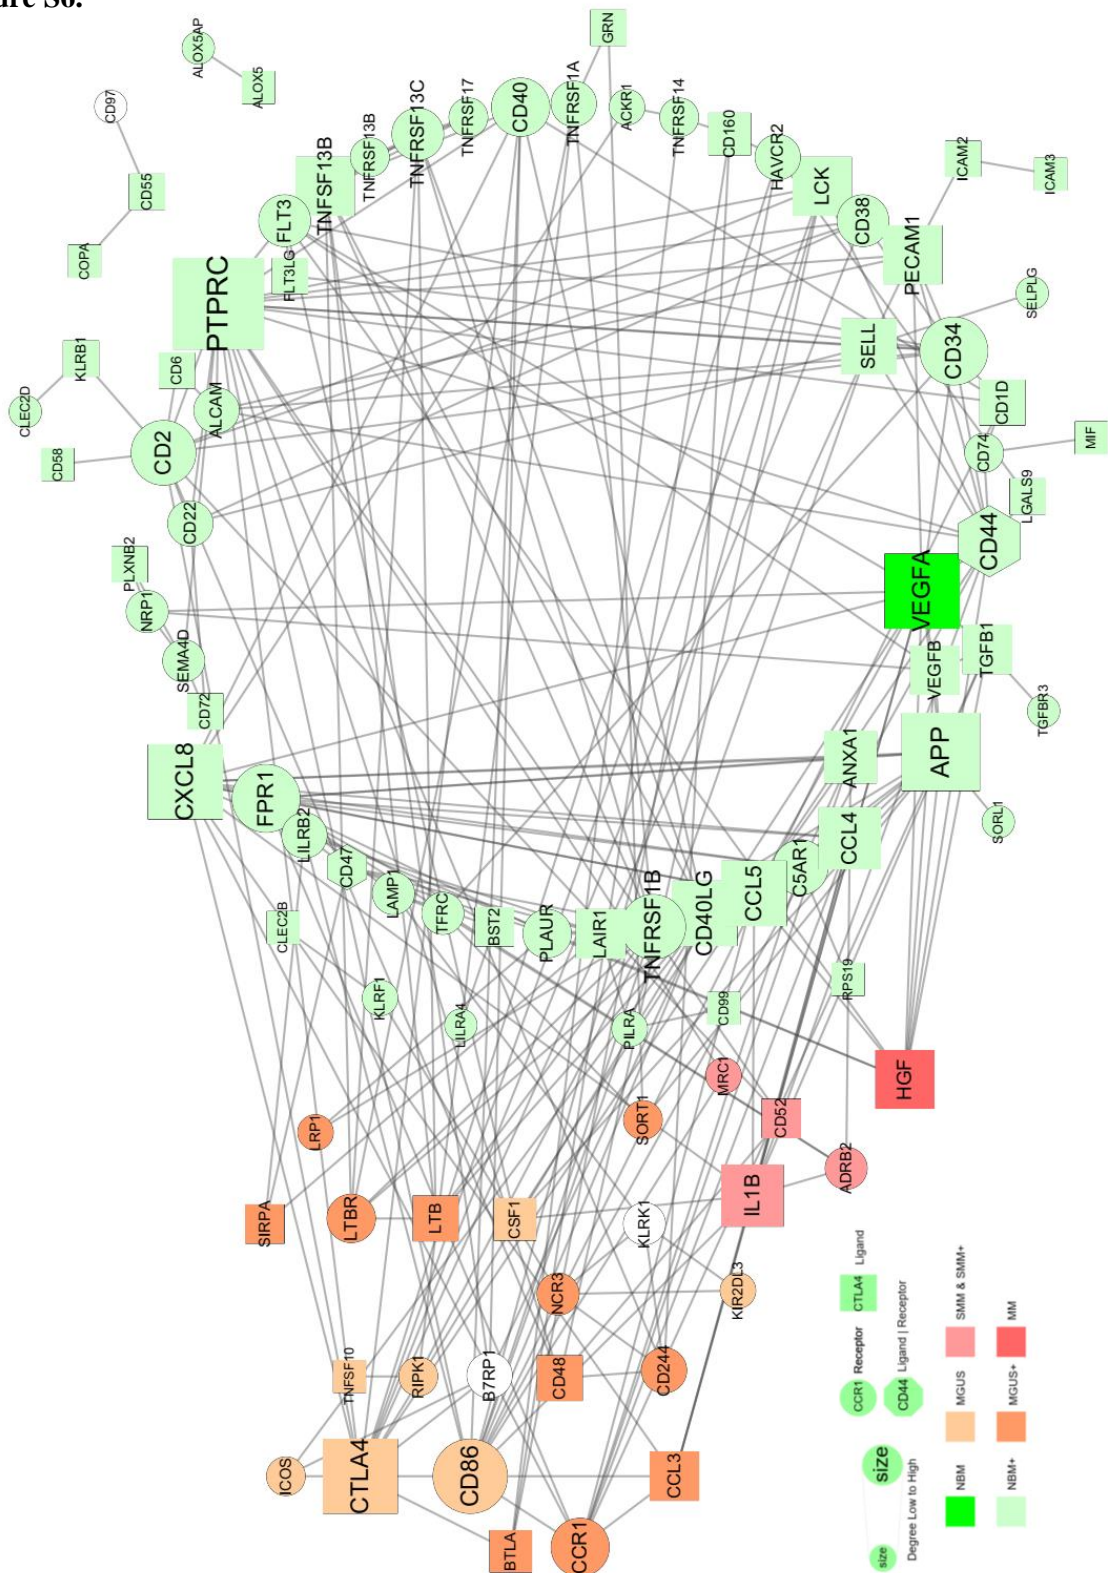 ure S6.
GRN
ALOX5AP
ALOX5
CD97
CD55
COPA
TNFRSF17
TNFRSF13C
TNFRSF13B
TNFSF13B
CD40
TNFRSF1A
ACKR1
TNFRSF14
CD160
HAVCR2
LCK
CD38
PECAM1
ICAM2
ICAM3
FLT3
FLT3LG
PTPRC
SELL
SELPLG
CD34
CD1D
KLRB1
CLEC2D
CD6
ALCAM
CD2
CD58
CD22
CD74
MIF
LGALS9
CD44
PLXNB2
NRP1
SEMA4D
CD72
VEGFA
VEGFB
TGFB1
TGFBR3
CXCL8
FPR1
LILRB2
CD47
LAMP1
TFRC
BST2
PLAUR
LAIR1
TNFRSF1B
CD40LG
CCL5
C5AR1
CCL4
ANXA1
APP
SORL1
CLEC2B
KLRF1
LILRA4
PILRA
CD99
RPS19
MRC1
HGF
LRP1
SORT1
CD52
ADRB2
SIRPA
LTBR
LTB
CSF1
KLRK1
IL1B
NCR3
KIR2DL3
TNFSF10
RIPK1
B7RP1
CD48
CD244
ICOS
CTLA4
CD86
CCL3
BTLA
CCR1
size
size
Degree Low to High
CCR1 Receptor
CTLA4 Ligand
CD44 Ligand | Receptor
NBM
MGUS
SMM & SMM+
NBM+
MGUS+
MM